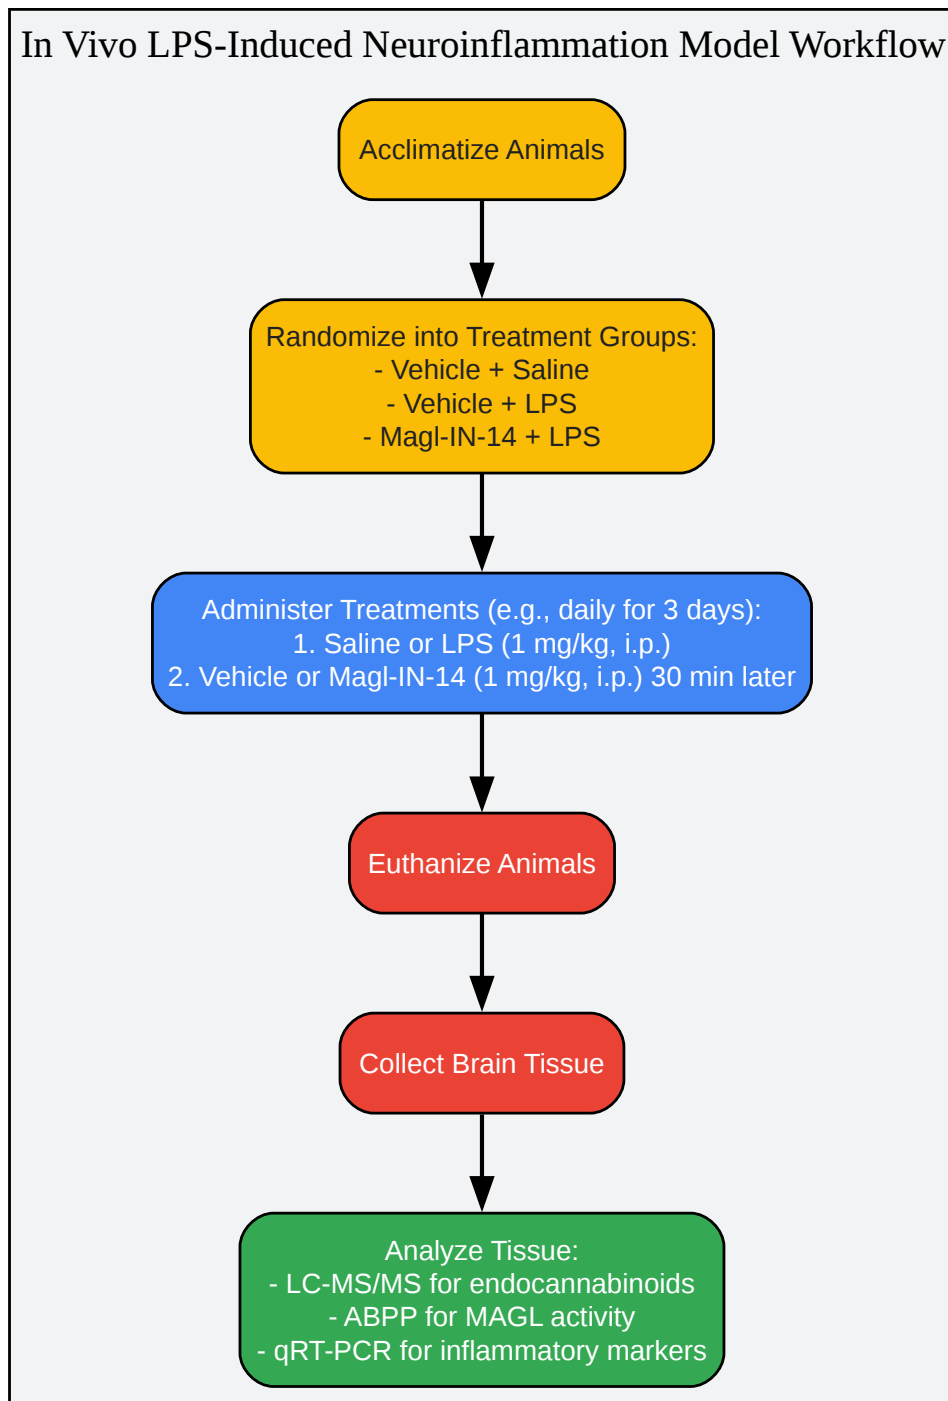 In Vivo LPS-Induced Neuroinflammation Model Workflow
Acclimatize Animals
Randomize into Treatment Groups:
- Vehicle + Saline
- Vehicle + LPS
- Magl-IN-14 + LPS
Administer Treatments (e.g., daily for 3 days):
1. Saline or LPS (1 mg/kg, i.p.)
2. Vehicle or Magl-IN-14 (1 mg/kg, i.p.) 30 min later
Euthanize Animals
Collect Brain Tissue
Analyze Tissue:
- LC-MS/MS for endocannabinoids
- ABPP for MAGL activity
- qRT-PCR for inflammatory markers